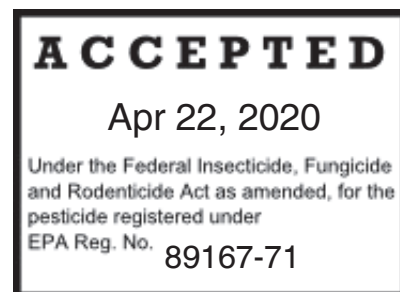 ACCEPTED
Apr 22, 2020
Under the Federal Insecticide, Fungicide
and Rodenticide Act as amended, for the
pesticide registered under
EPA Reg. No. 89167-71